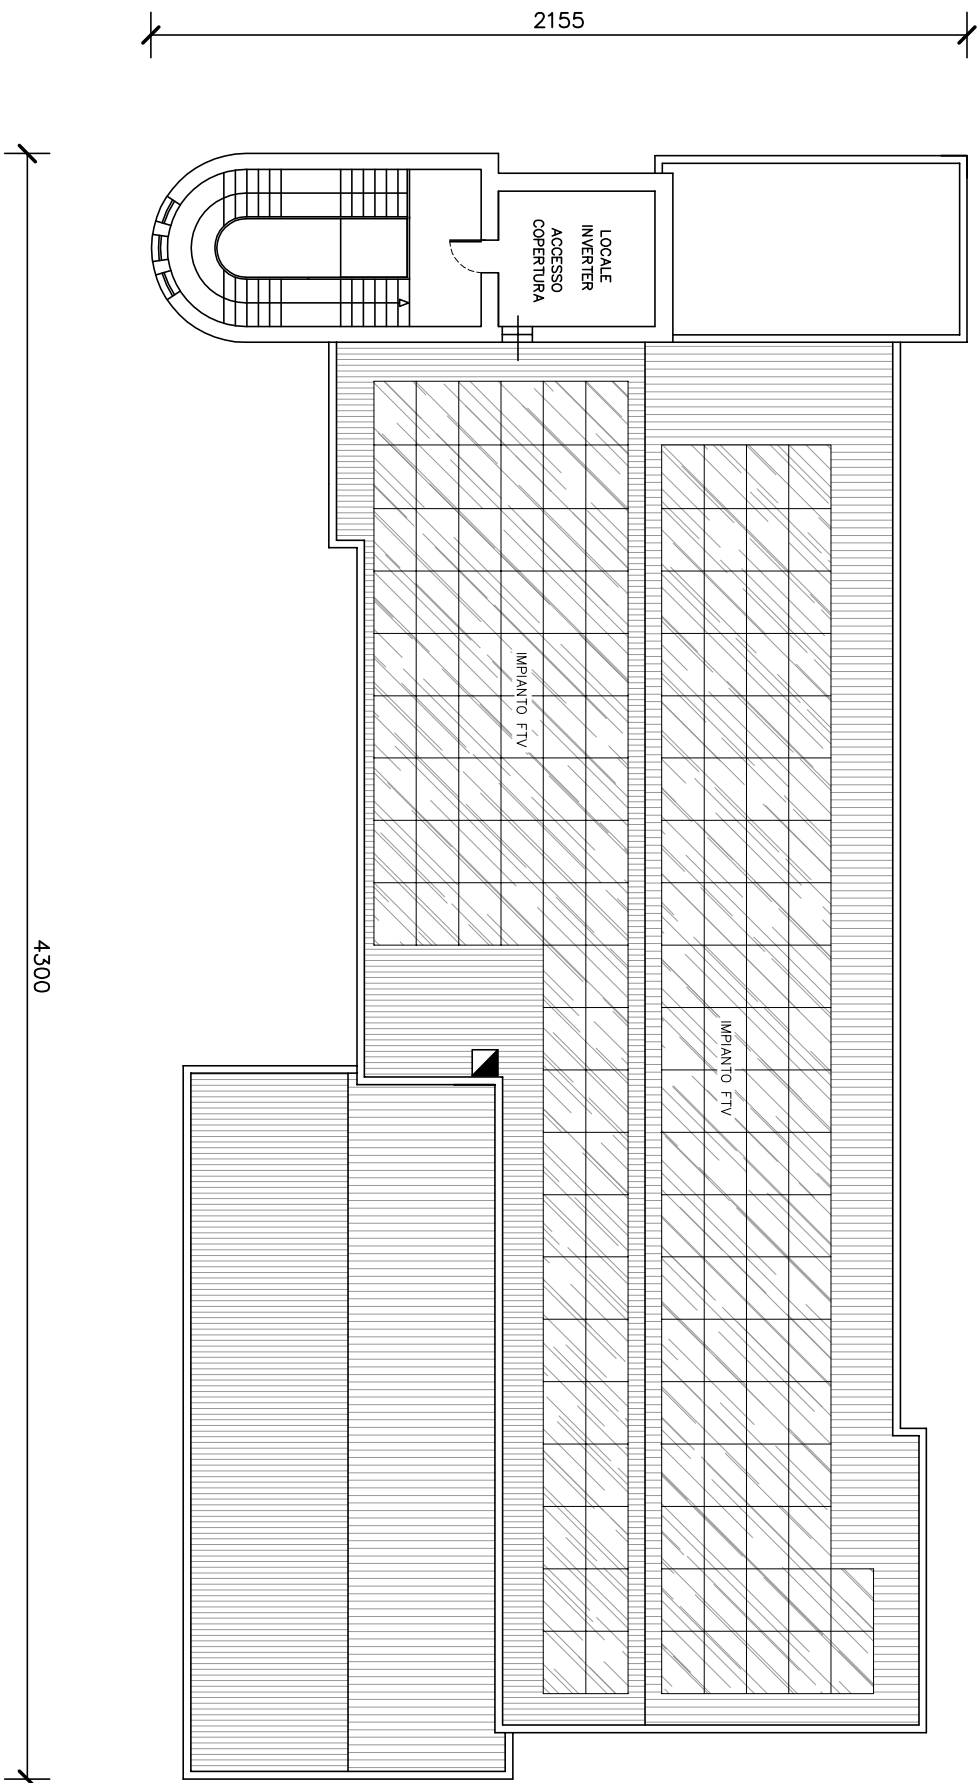 2155
LOCALE
INVERTER
ACCESSO
COPERTURA
IMPIANTO FTV
4300
IMPIANTO FTV